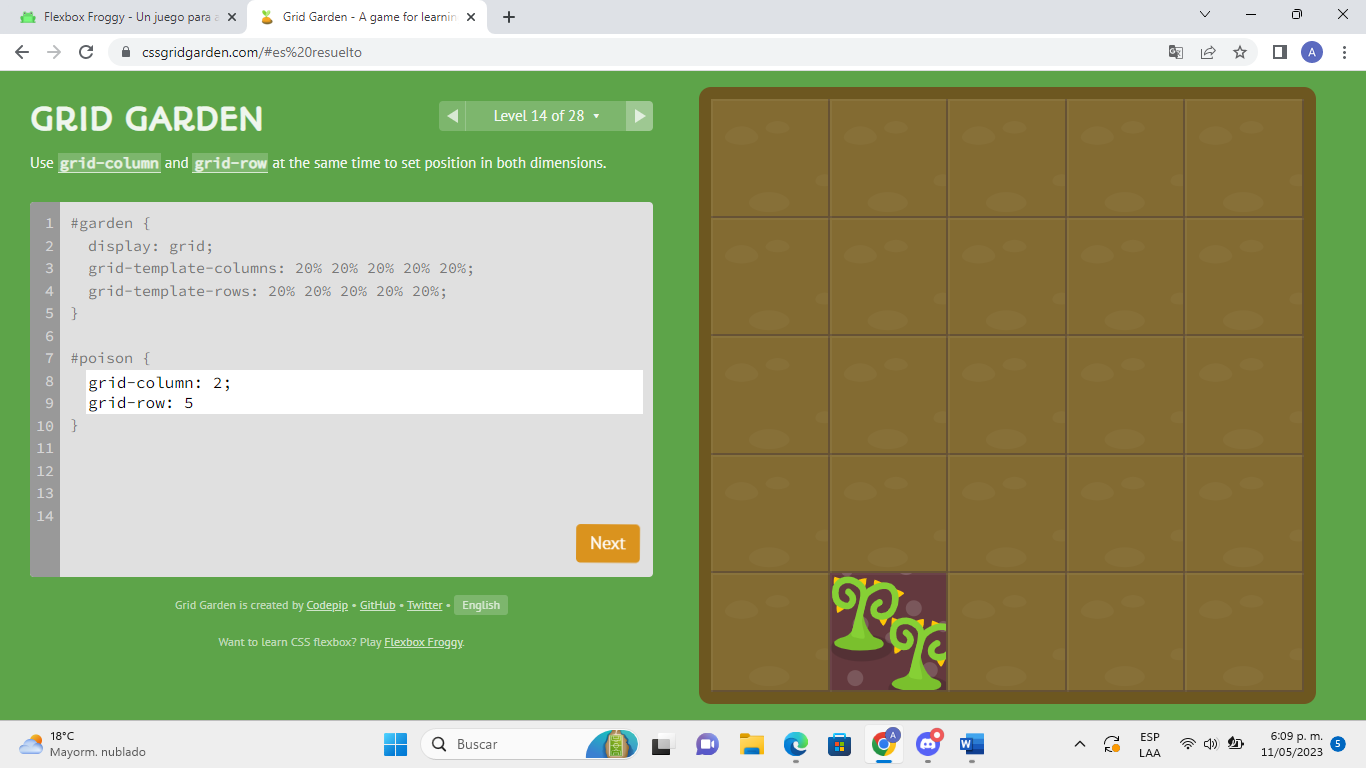 Flexbox Froggy - Un juego para a
Grid Garden - A game for learnin
cssgridgarden.com/#es%20resuelto
A
GRID GARDEN
Level 14 of 28
Use grid-column and grid-row at the same time to set position in both dimensions.
1 #garden {
2 display: grid;
3 grid-template-columns: 20% 20% 20% 20% 20%;
4 grid-template-rows: 20% 20% 20% 20% 20%;
5 }
6
7 #poison {
8 grid-column: 2;
9 grid-row: 5
10 }
11
12
13
14
Next
Grid Garden is created by Codepip • GitHub • Twitter • English
Want to learn CSS flexbox? Play Flexbox Froggy.
18°C
Mayorm. nublado
Buscar
A
W
ESP
LAA
6:09 p. m.
11/05/2023
5